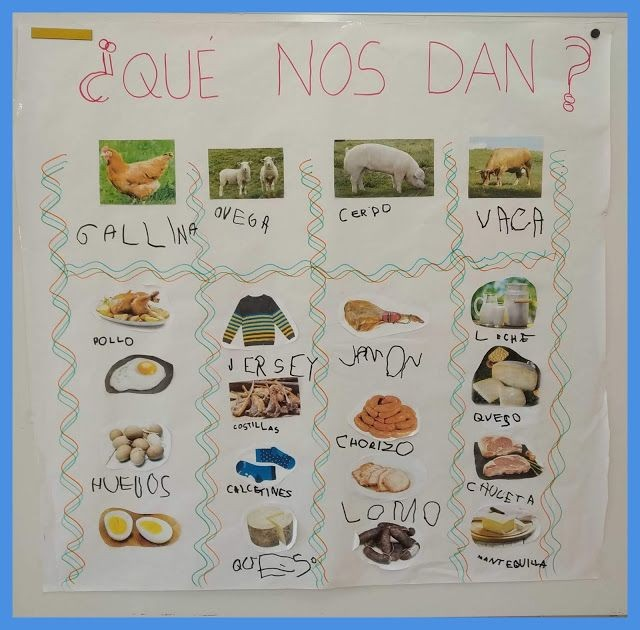 ¿QUÉ NOS DAN?
GALLINA
OVEGA
CERDO
VACA
POLLO
HUEBOS
JERSEY
COSTILLAS
CALCETINES
QUESO
JAMON
CHORIZO
LOMO
LECHE
QUESO
CHULETA
MANTEQUILLA